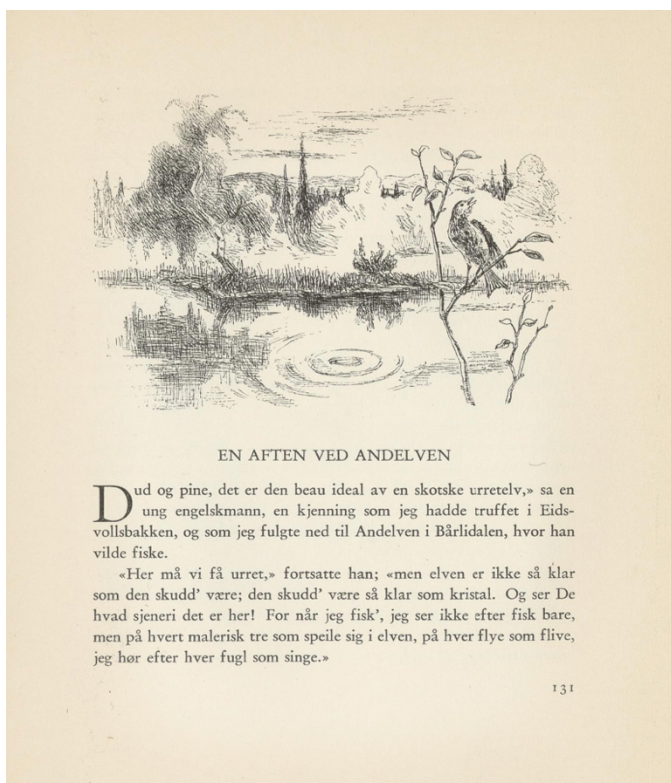 EN AFTEN VED ANDELVEN
Dud og pine, det er den beau ideal av en skotske urretelv,» sa en
ung engelskmann, en kjenning som jeg hadde truffet i Eids-
vollsbakken, og som jeg fulgte ned til Andelven i Bårlidalen, hvor han
vilde fiske.
«Her må vi få urret,» fortsatte han; «men elven er ikke så klar
som den skudd' være; den skudd' være så klar som kristal. Og ser De
hvad sjeneri det er her! For når jeg fisk', jeg ser ikke efter fisk bare,
men på hvert malerisk tre som speile sig i elven, på hver flye som flive,
jeg hør efter hver fugl som singe.»
131